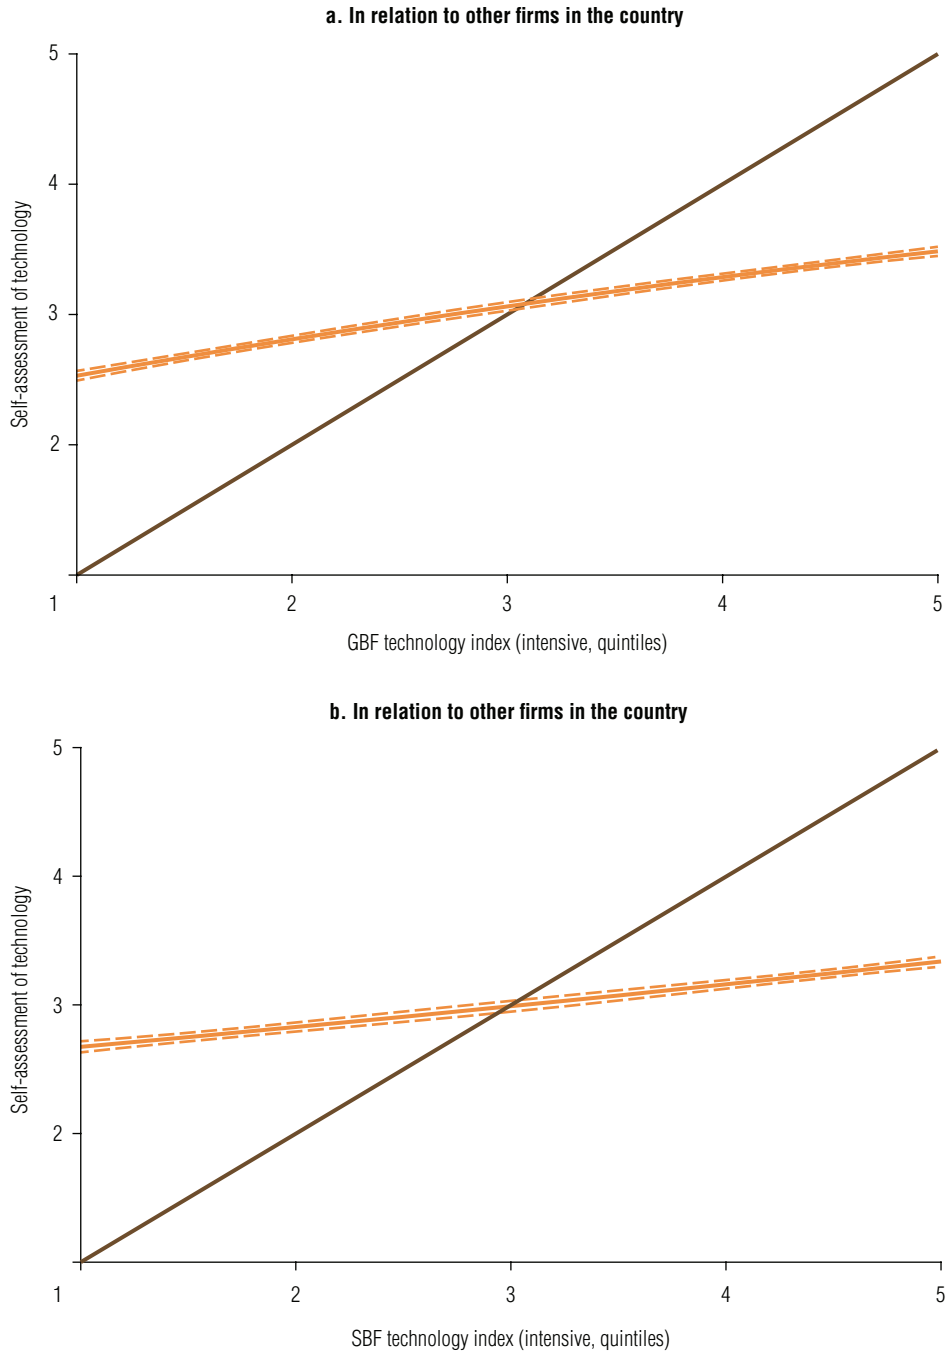 a. In relation to other firms in the country
5
4
3
2
Self-assessment of technology
1 2 3 4 5
GBF technology index (intensive, quintiles)
b. In relation to other firms in the country
5
4
3
2
Self-assessment of technology
1 2 3 4 5
SBF technology index (intensive, quintiles)